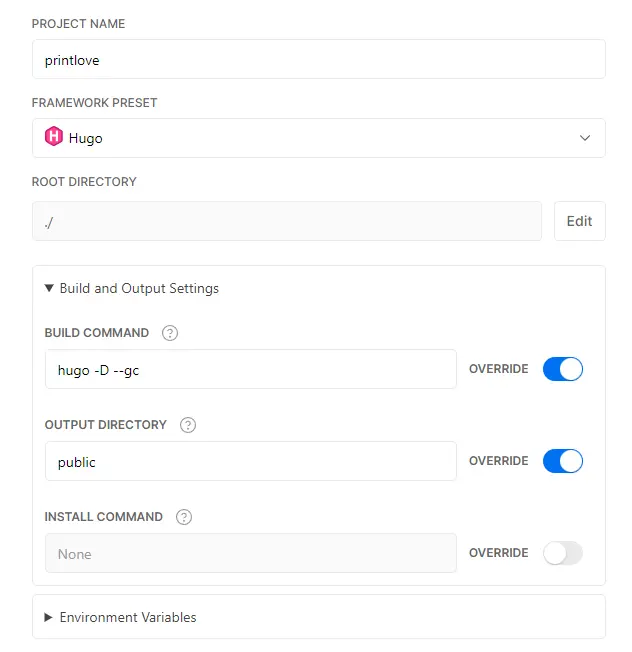 PROJECT NAME
printlove
FRAMEWORK PRESET
H Hugo
ROOT DIRECTORY
./ Edit
Build and Output Settings
BUILD COMMAND ?
hugo -D --gc OVERRIDE
OUTPUT DIRECTORY ?
public OVERRIDE
INSTALL COMMAND ?
None OVERRIDE
Environment Variables